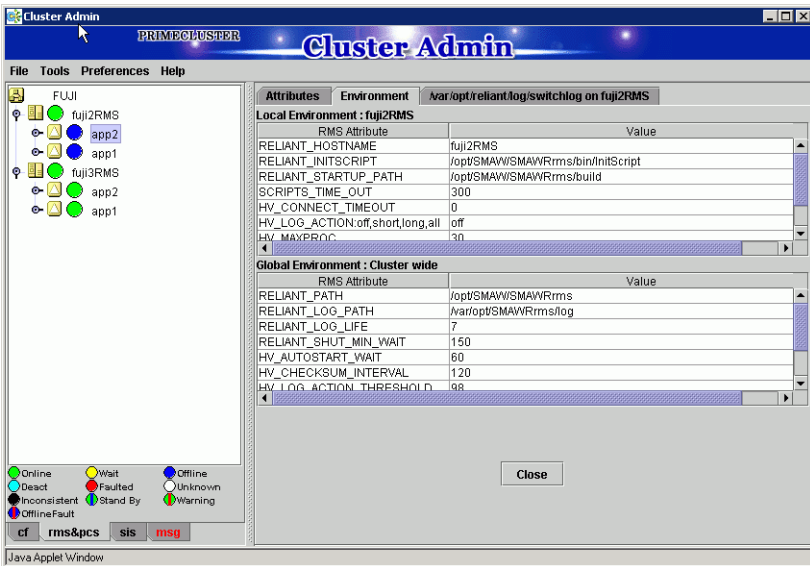 Cluster Admin
PRIMECLUSTER
Cluster Admin
File Tools Preferences Help
FUJI
fuji2RMS
app2
app1
fuji3RMS
app2
app1
Online Wait Offline
Deact Faulted Unknown
Inconsistent Stand By Warning
OfflineFault
cf rms&pcs sis msg
Attributes Environment /var/opt/reliant/log/switchlog on fuji2RMS
Local Environment : fuji2RMS
RMS Attribute Value
RELIANT_HOSTNAME fuji2RMS
RELIANT_INITSCRIPT /opt/SMAW/SMAWRrms/bin/InitScript
RELIANT_STARTUP_PATH /opt/SMAW/SMAWRrms/build
SCRIPTS_TIME_OUT 300
HV_CONNECT_TIMEOUT 0
HV_LOG_ACTION:off,short,long,all off
HV_MAXPROC 30
Global Environment : Cluster wide
RMS Attribute Value
RELIANT_PATH /opt/SMAW/SMAWRrms
RELIANT_LOG_PATH /var/opt/SMAWRrms/log
RELIANT_LOG_LIFE 7
RELIANT_SHUT_MIN_WAIT 150
HV_AUTOSTART_WAIT 60
HV_CHECKSUM_INTERVAL 120
HV_LOG_ACTION_THRESHOLD 98
Close
Java Applet Window